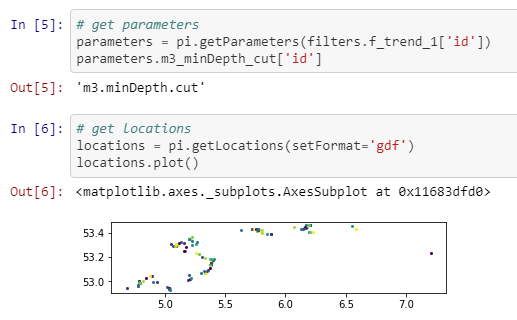 In [5]: # get parameters
parameters = pi.getParameters(filters.f_trend_1['id'])
parameters.m3_minDepth_cut['id']
Out[5]: 'm3.minDepth.cut'
In [6]: # get locations
locations = pi.getLocations(setFormat='gdf')
locations.plot()
Out[6]: <matplotlib.axes._subplots.AxesSubplot at 0x11683dfd0>
53.4
53.2
53.0
5.0 5.5 6.0 6.5 7.0